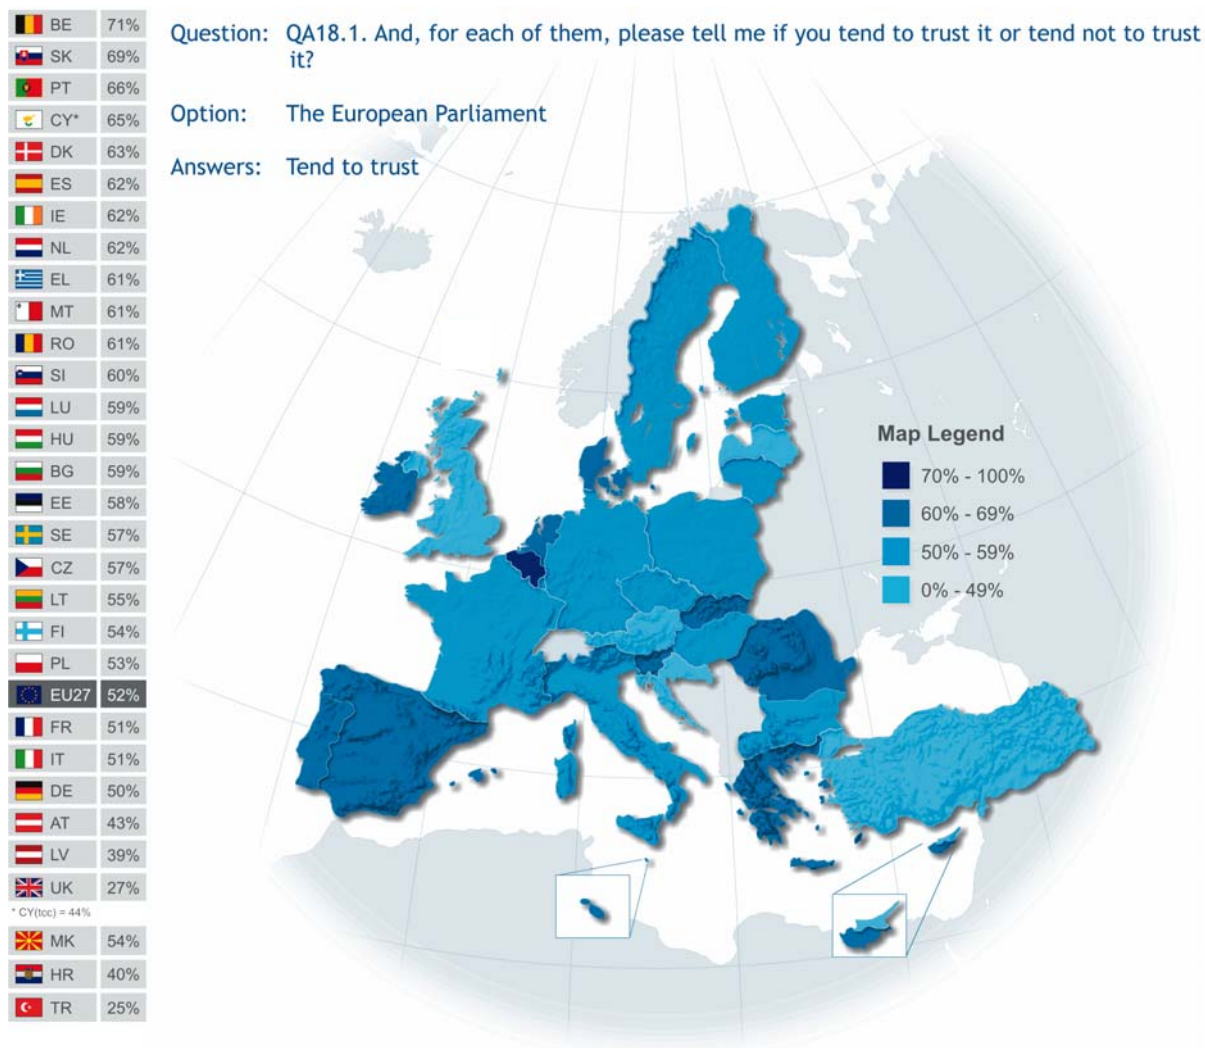 BE 71%
SK 69%
PT 66%
CY* 65%
DK 63%
ES 62%
IE 62%
NL 62%
EL 61%
MT 61%
RO 61%
SI 60%
LU 59%
HU 59%
BG 59%
EE 58%
SE 57%
CZ 57%
LT 55%
FI 54%
PL 53%
EU27 52%
FR 51%
IT 51%
DE 50%
AT 43%
LV 39%
UK 27%
* CY(tcc) = 44%
MK 54%
HR 40%
TR 25%
Question: QA18.1. And, for each of them, please tell me if you tend to trust it or tend not to trust
it?
Option: The European Parliament
Answers: Tend to trust
Map Legend
70% - 100%
60% - 69%
50% - 59%
0% - 49%